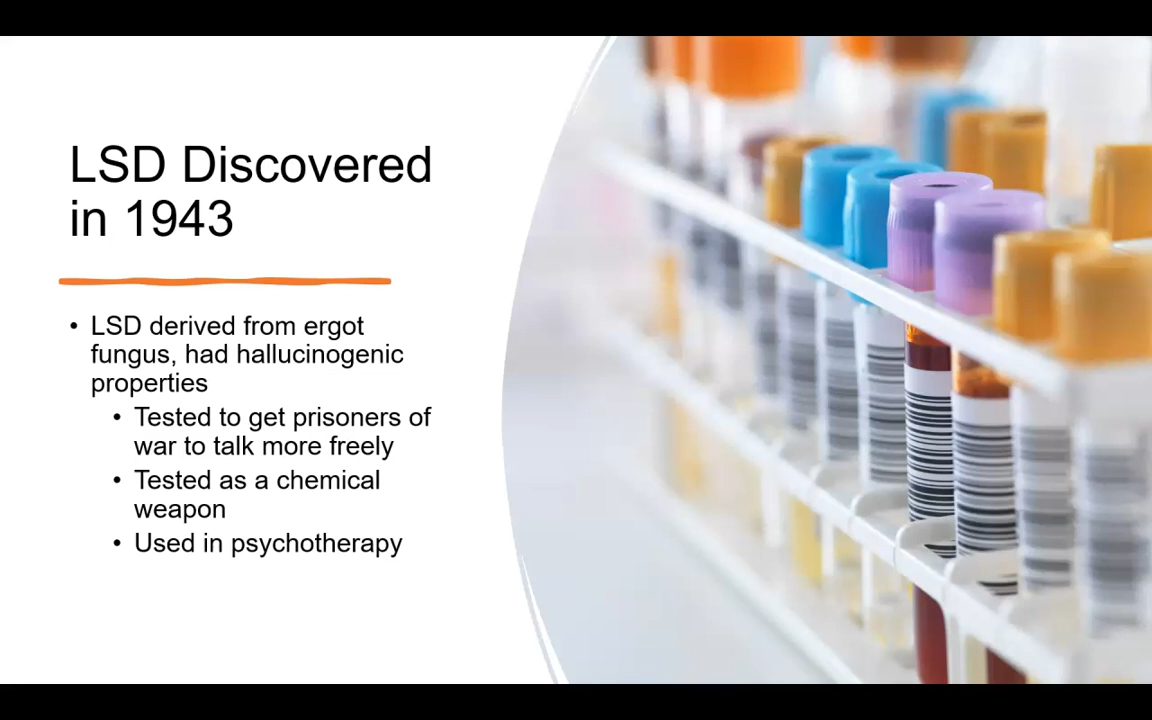 LSD Discovered
in 1943
• LSD derived from ergot
fungus, had hallucinogenic
properties
• Tested to get prisoners of
war to talk more freely
• Tested as a chemical
weapon
• Used in psychotherapy